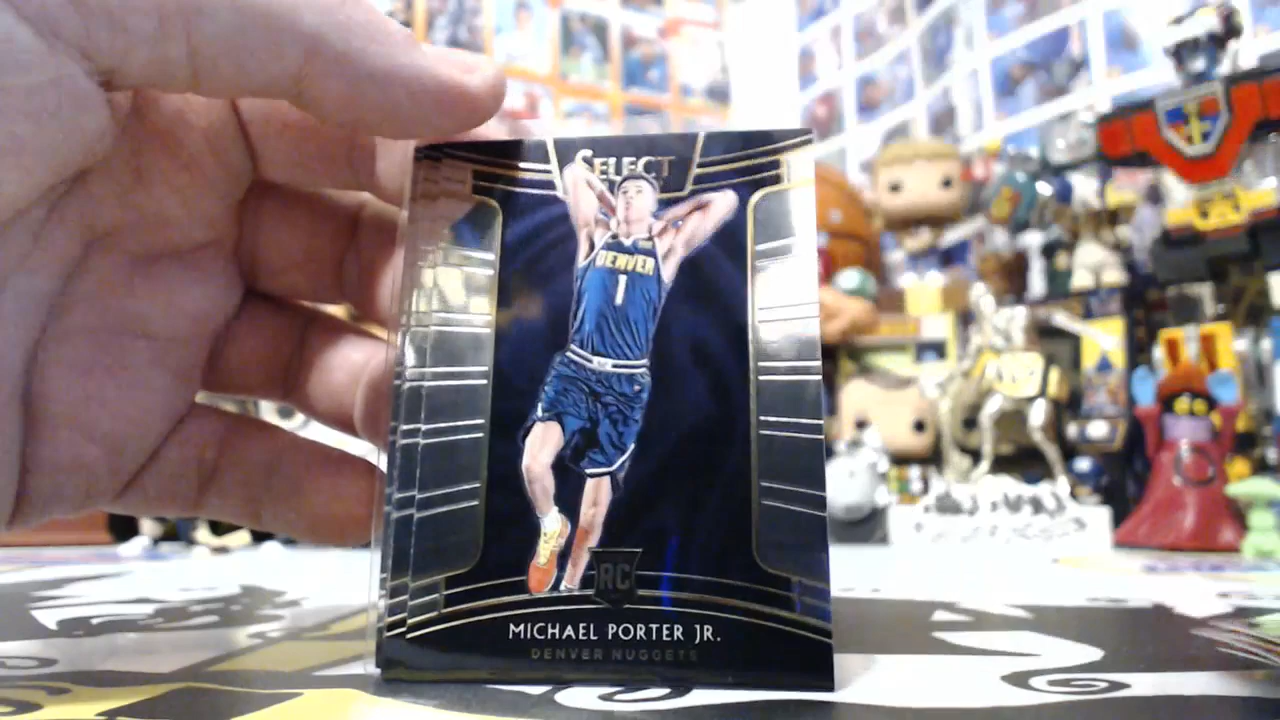 SELECT
DENVER
1
RC
MICHAEL PORTER JR.
DENVER NUGGETS